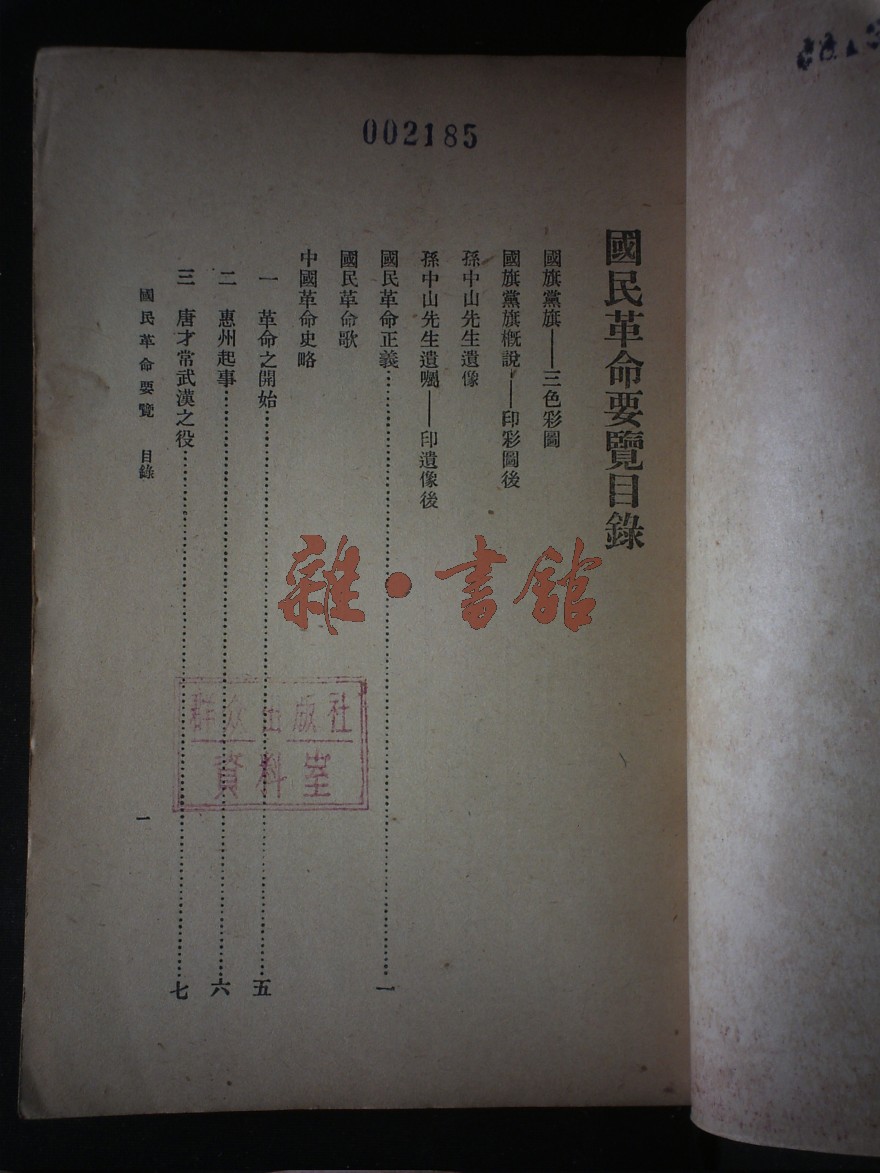 002185
國民革命要覽目錄
國旗黨旗——三色彩圖
國旗黨旗概說——印彩圖後
孫中山先生遺像
孫中山先生遺囑——印遺像後
國民革命正義…………一
國民革命歌
中國革命史略
一 革命之開始…………五
二 惠州起事…………六
三 唐才常武漢之役…………七
國民革命要覽 目錄
一
雜·書館
群众出版社
資料室